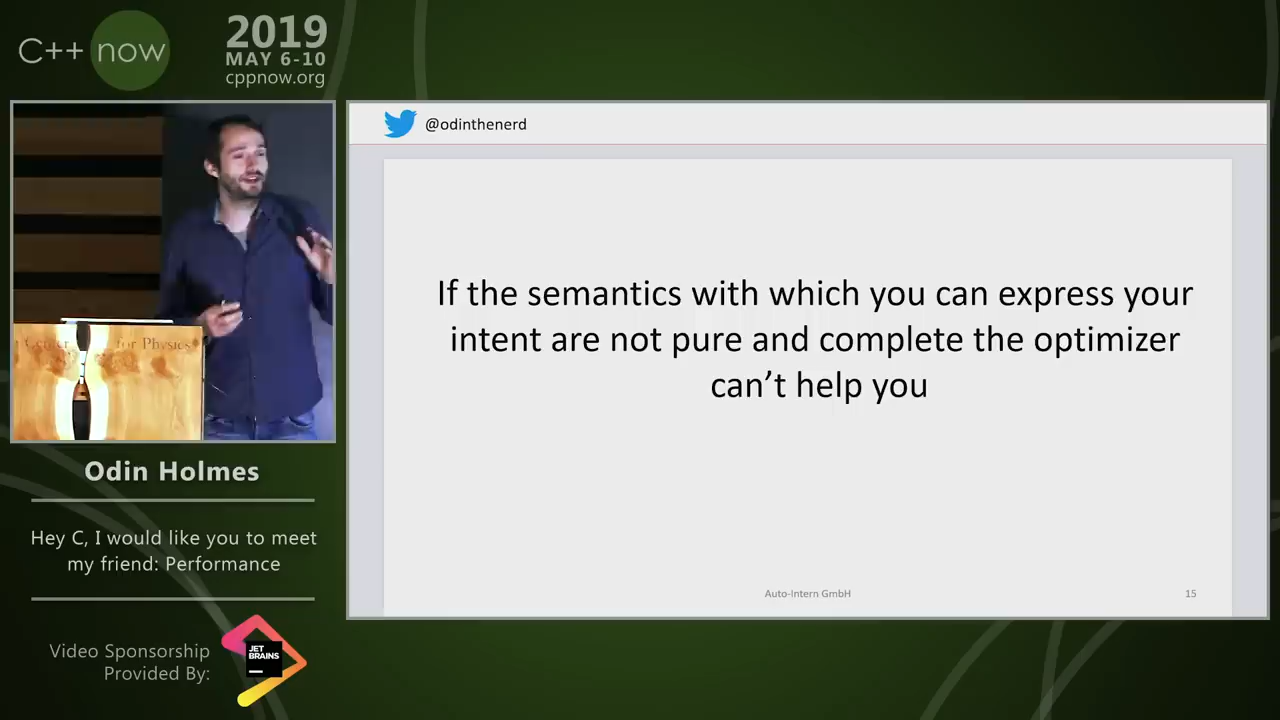 C++ now
2019
MAY 6-10
cppnow.org
@odinthenerd
If the semantics with which you can express your
intent are not pure and complete the optimizer
can't help you
Auto-Intern GmbH
15
for Physics
Odin Holmes
Hey C, I would like you to meet
my friend: Performance
Video Sponsorship
Provided By:
JET
BRAINS